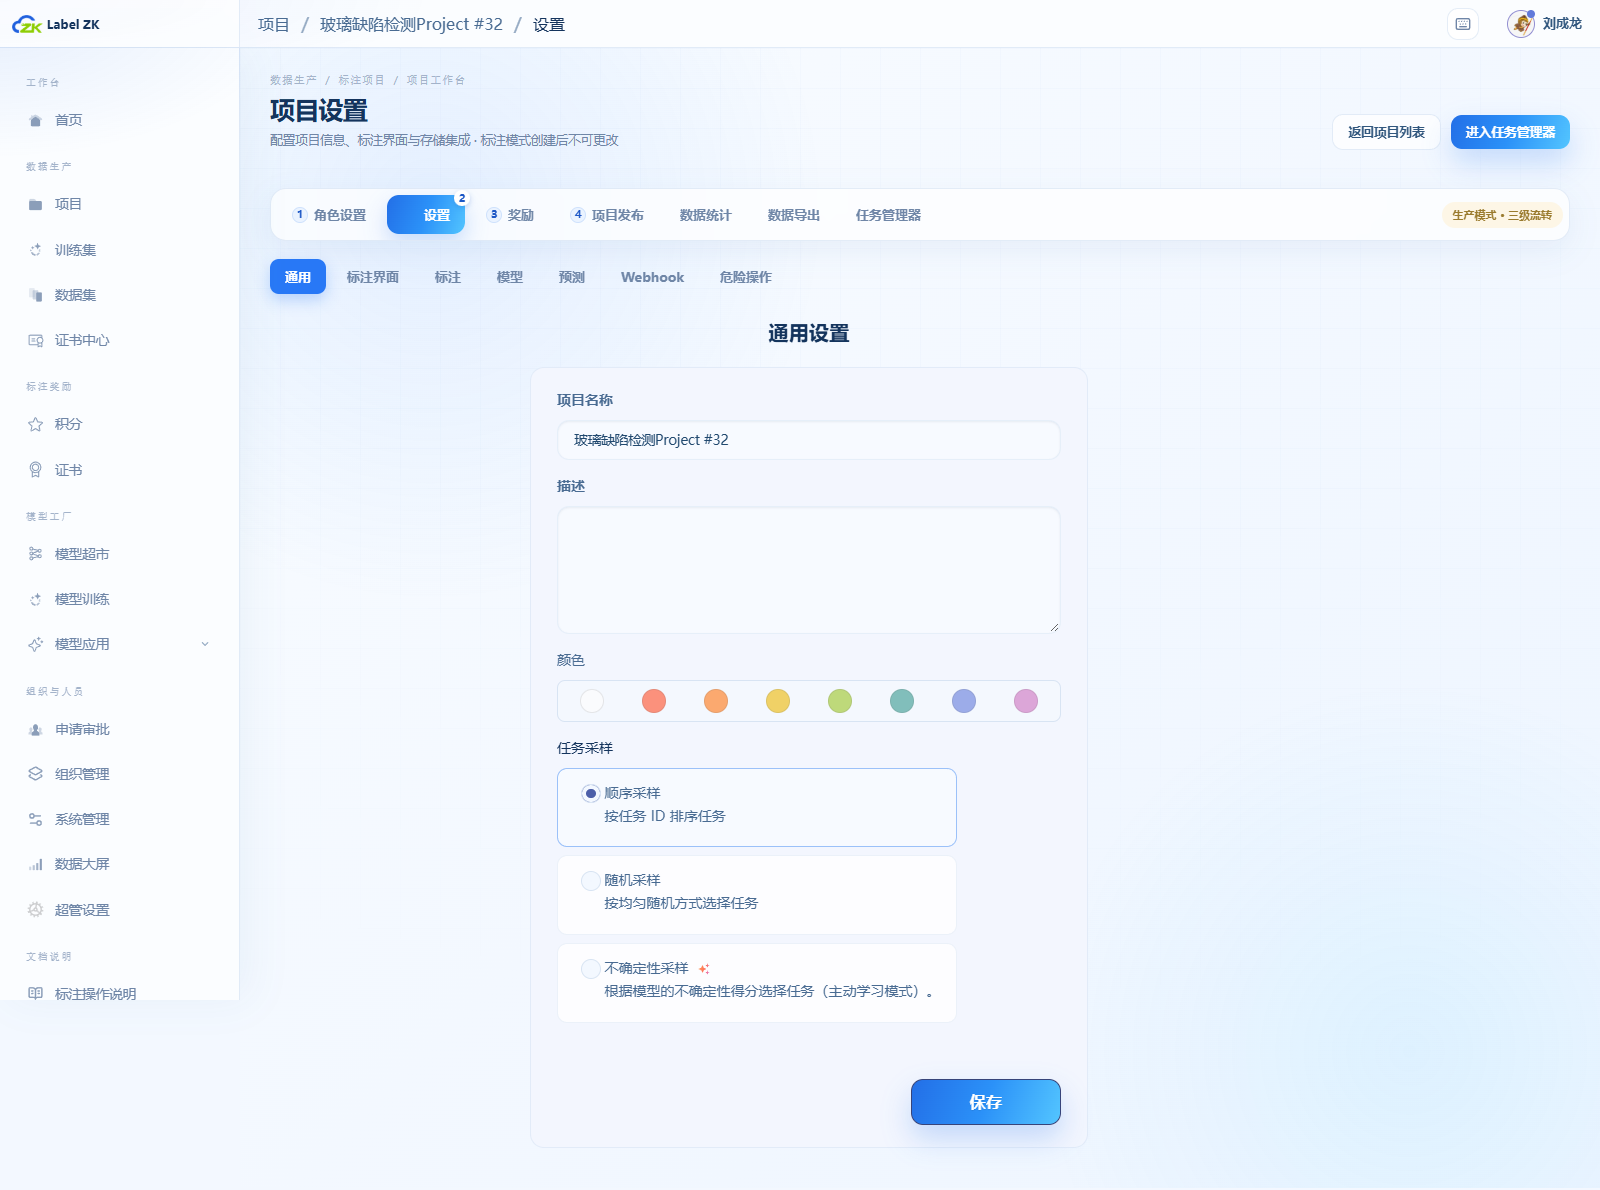 Label ZK
项目 / 玻璃缺陷检测Project #32 / 设置
刘成龙
工作台
首页
数据生产
项目
训练集
数据集
证书中心
标注奖励
积分
证书
模型工厂
模型超市
模型训练
模型应用
组织与人员
申请审批
组织管理
系统管理
数据大屏
超管设置
文档说明
标注操作说明
数据生产 / 标注项目 / 项目工作台
项目设置
配置项目信息、标注界面与存储集成 · 标注模式创建后不可更改
返回项目列表
进入任务管理器
1 角色设置
设置 2
3 奖励
4 项目发布
数据统计
数据导出
任务管理器
生产模式 • 三级流转
通用
标注界面
标注
模型
预测
Webhook
危险操作
通用设置
项目名称
玻璃缺陷检测Project #32
描述
颜色
任务采样
顺序采样
按任务 ID 排序任务
随机采样
按均匀随机方式选择任务
不确定性采样
根据模型的不确定性得分选择任务（主动学习模式）。
保存